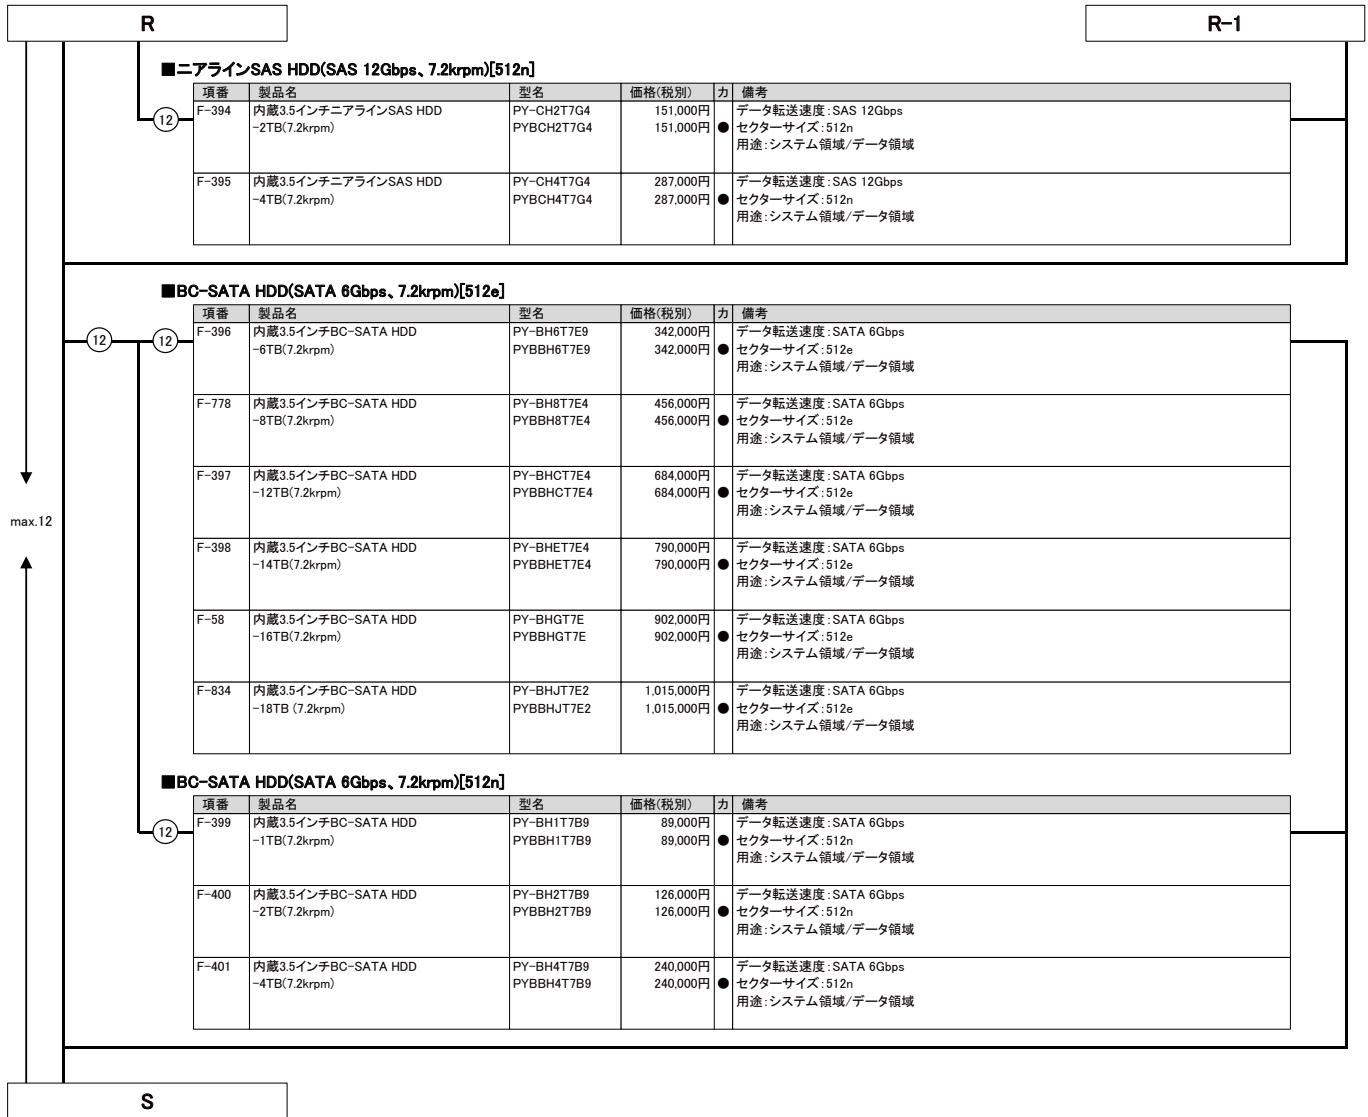 R
R-1
■ニアラインSAS HDD(SAS 12Gbps、7.2krpm)[512n]
項番 製品名 型名 価格(税別) カ 備考
12
F-394 内蔵3.5インチニアラインSAS HDD PY-CH2T7G4 151,000円 データ転送速度:SAS 12Gbps
-2TB(7.2krpm) PYBCH2T7G4 151,000円 ● セクターサイズ:512n
用途:システム領域/データ領域
F-395 内蔵3.5インチニアラインSAS HDD PY-CH4T7G4 287,000円 データ転送速度:SAS 12Gbps
-4TB(7.2krpm) PYBCH4T7G4 287,000円 ● セクターサイズ:512n
用途:システム領域/データ領域
■BC-SATA HDD(SATA 6Gbps、7.2krpm)[512e]
項番 製品名 型名 価格(税別) カ 備考
12 12
F-396 内蔵3.5インチBC-SATA HDD PY-BH6T7E9 342,000円 データ転送速度:SATA 6Gbps
-6TB(7.2krpm) PYBBH6T7E9 342,000円 ● セクターサイズ:512e
用途:システム領域/データ領域
F-778 内蔵3.5インチBC-SATA HDD PY-BH8T7E4 456,000円 データ転送速度:SATA 6Gbps
-8TB(7.2krpm) PYBBH8T7E4 456,000円 ● セクターサイズ:512e
用途:システム領域/データ領域
F-397 内蔵3.5インチBC-SATA HDD PY-BHCT7E4 684,000円 データ転送速度:SATA 6Gbps
-12TB(7.2krpm) PYBBHCT7E4 684,000円 ● セクターサイズ:512e
用途:システム領域/データ領域
max.12
F-398 内蔵3.5インチBC-SATA HDD PY-BHET7E4 790,000円 データ転送速度:SATA 6Gbps
-14TB(7.2krpm) PYBBHET7E4 790,000円 ● セクターサイズ:512e
用途:システム領域/データ領域
F-58 内蔵3.5インチBC-SATA HDD PY-BHGT7E 902,000円 データ転送速度:SATA 6Gbps
-16TB(7.2krpm) PYBBHGT7E 902,000円 ● セクターサイズ:512e
用途:システム領域/データ領域
F-834 内蔵3.5インチBC-SATA HDD PY-BHJT7E2 1,015,000円 データ転送速度:SATA 6Gbps
-18TB (7.2krpm) PYBBHJT7E2 1,015,000円 ● セクターサイズ:512e
用途:システム領域/データ領域
■BC-SATA HDD(SATA 6Gbps、7.2krpm)[512n]
項番 製品名 型名 価格(税別) カ 備考
12
F-399 内蔵3.5インチBC-SATA HDD PY-BH1T7B9 89,000円 データ転送速度:SATA 6Gbps
-1TB(7.2krpm) PYBBH1T7B9 89,000円 ● セクターサイズ:512n
用途:システム領域/データ領域
F-400 内蔵3.5インチBC-SATA HDD PY-BH2T7B9 126,000円 データ転送速度:SATA 6Gbps
-2TB(7.2krpm) PYBBH2T7B9 126,000円 ● セクターサイズ:512n
用途:システム領域/データ領域
F-401 内蔵3.5インチBC-SATA HDD PY-BH4T7B9 240,000円 データ転送速度:SATA 6Gbps
-4TB(7.2krpm) PYBBH4T7B9 240,000円 ● セクターサイズ:512n
用途:システム領域/データ領域
S